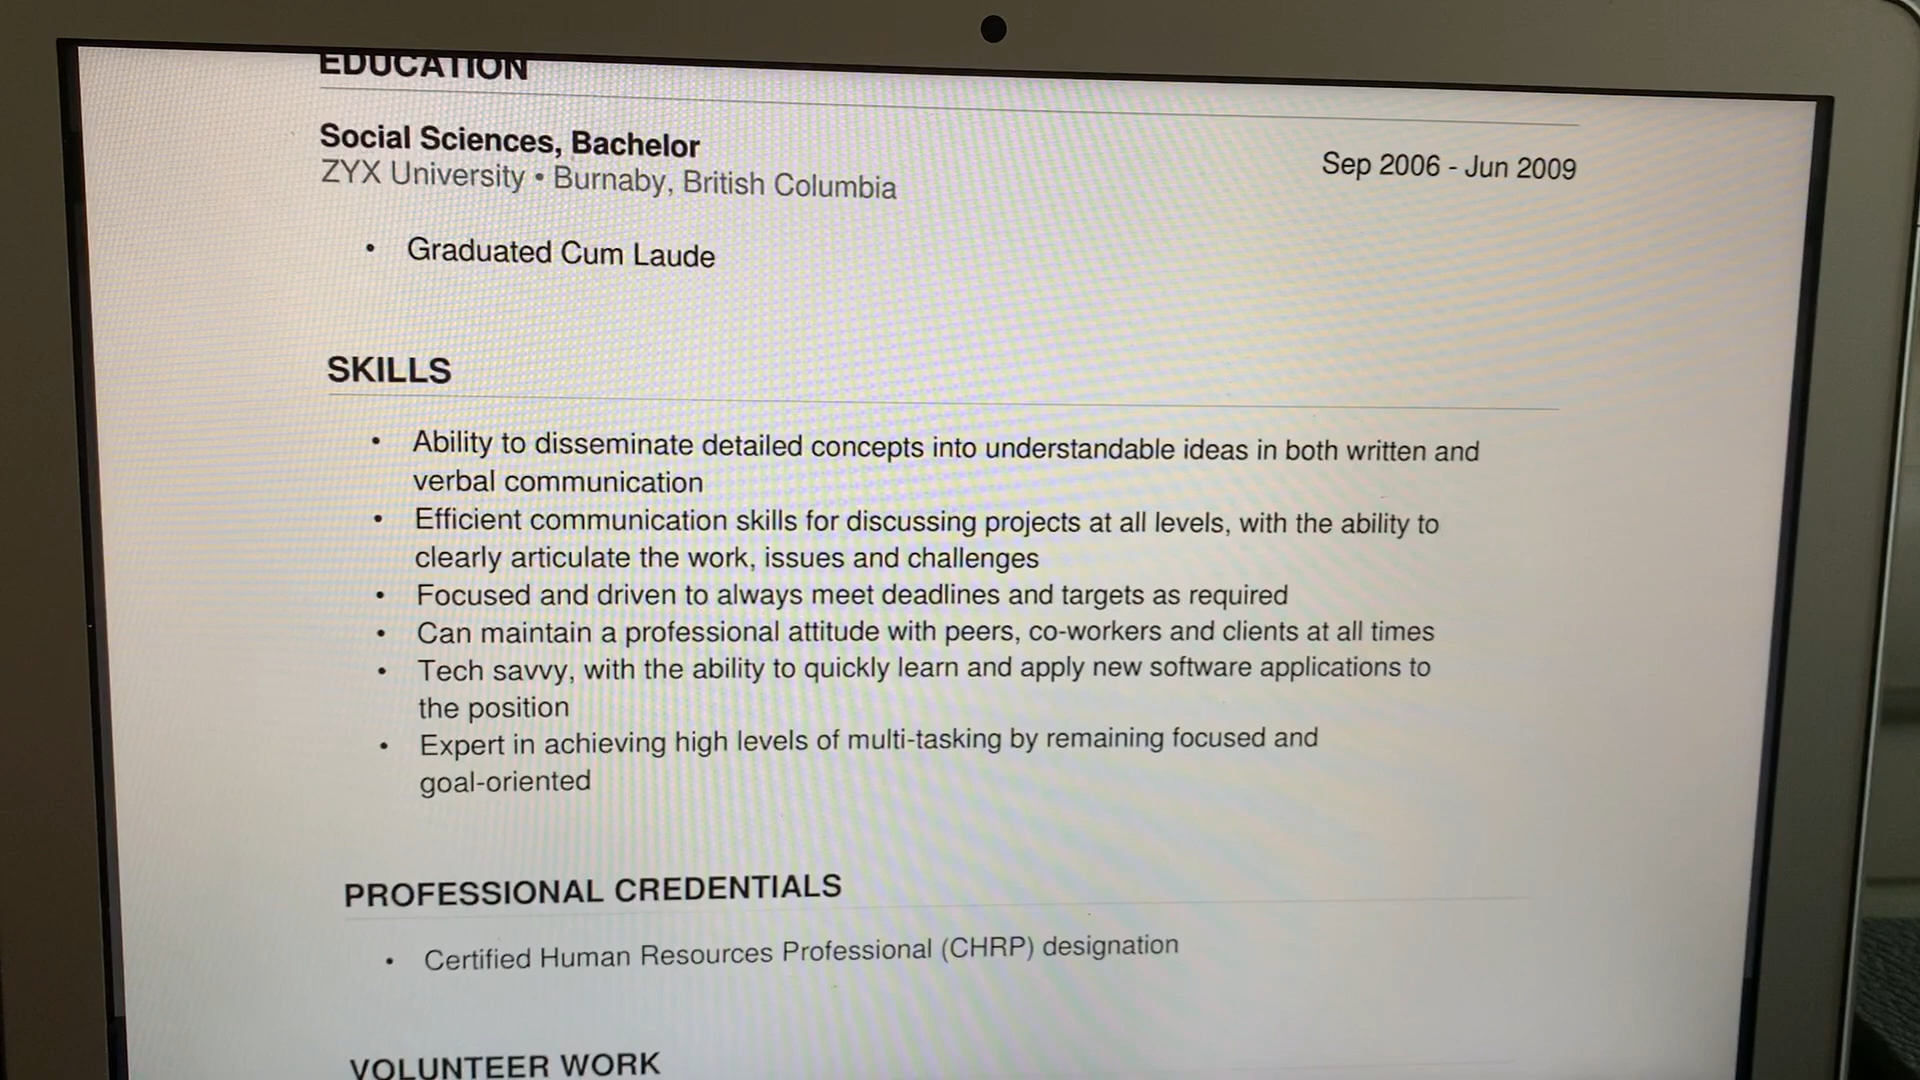 EDUCATION
Social Sciences, Bachelor
Sep 2006 - Jun 2009
ZYX University • Burnaby, British Columbia
• Graduated Cum Laude
SKILLS
• Ability to disseminate detailed concepts into understandable ideas in both written and
verbal communication
• Efficient communication skills for discussing projects at all levels, with the ability to
clearly articulate the work, issues and challenges
• Focused and driven to always meet deadlines and targets as required
• Can maintain a professional attitude with peers, co-workers and clients at all times
• Tech savvy, with the ability to quickly learn and apply new software applications to
the position
• Expert in achieving high levels of multi-tasking by remaining focused and
goal-oriented
PROFESSIONAL CREDENTIALS
• Certified Human Resources Professional (CHRP) designation
VOLUNTEER WORK